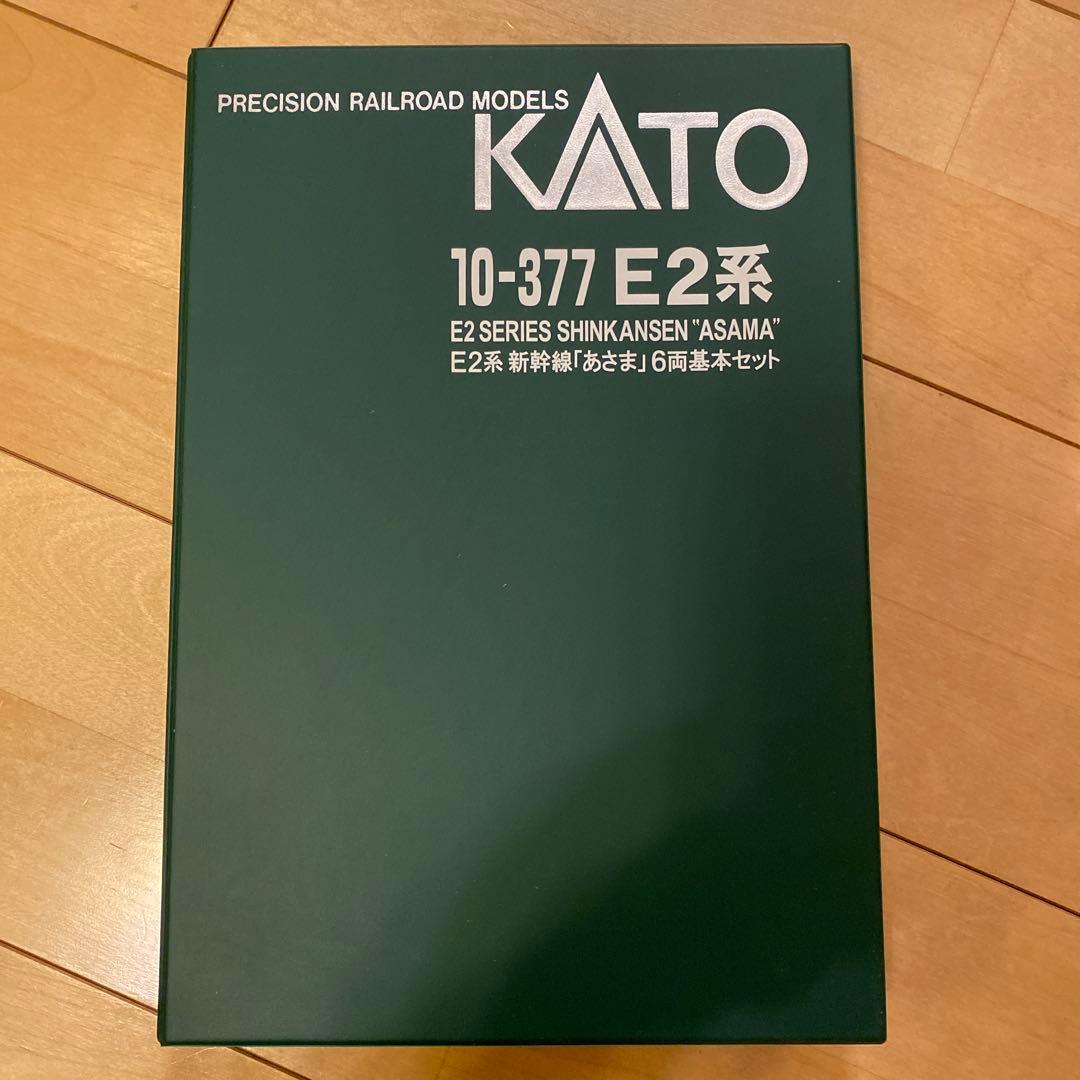 PRECISION RAILROAD MODELS
KATO
10-377 E2系
E2 SERIES SHINKANSEN "ASAMA"
E2系 新幹線「あさま」6両基本セット